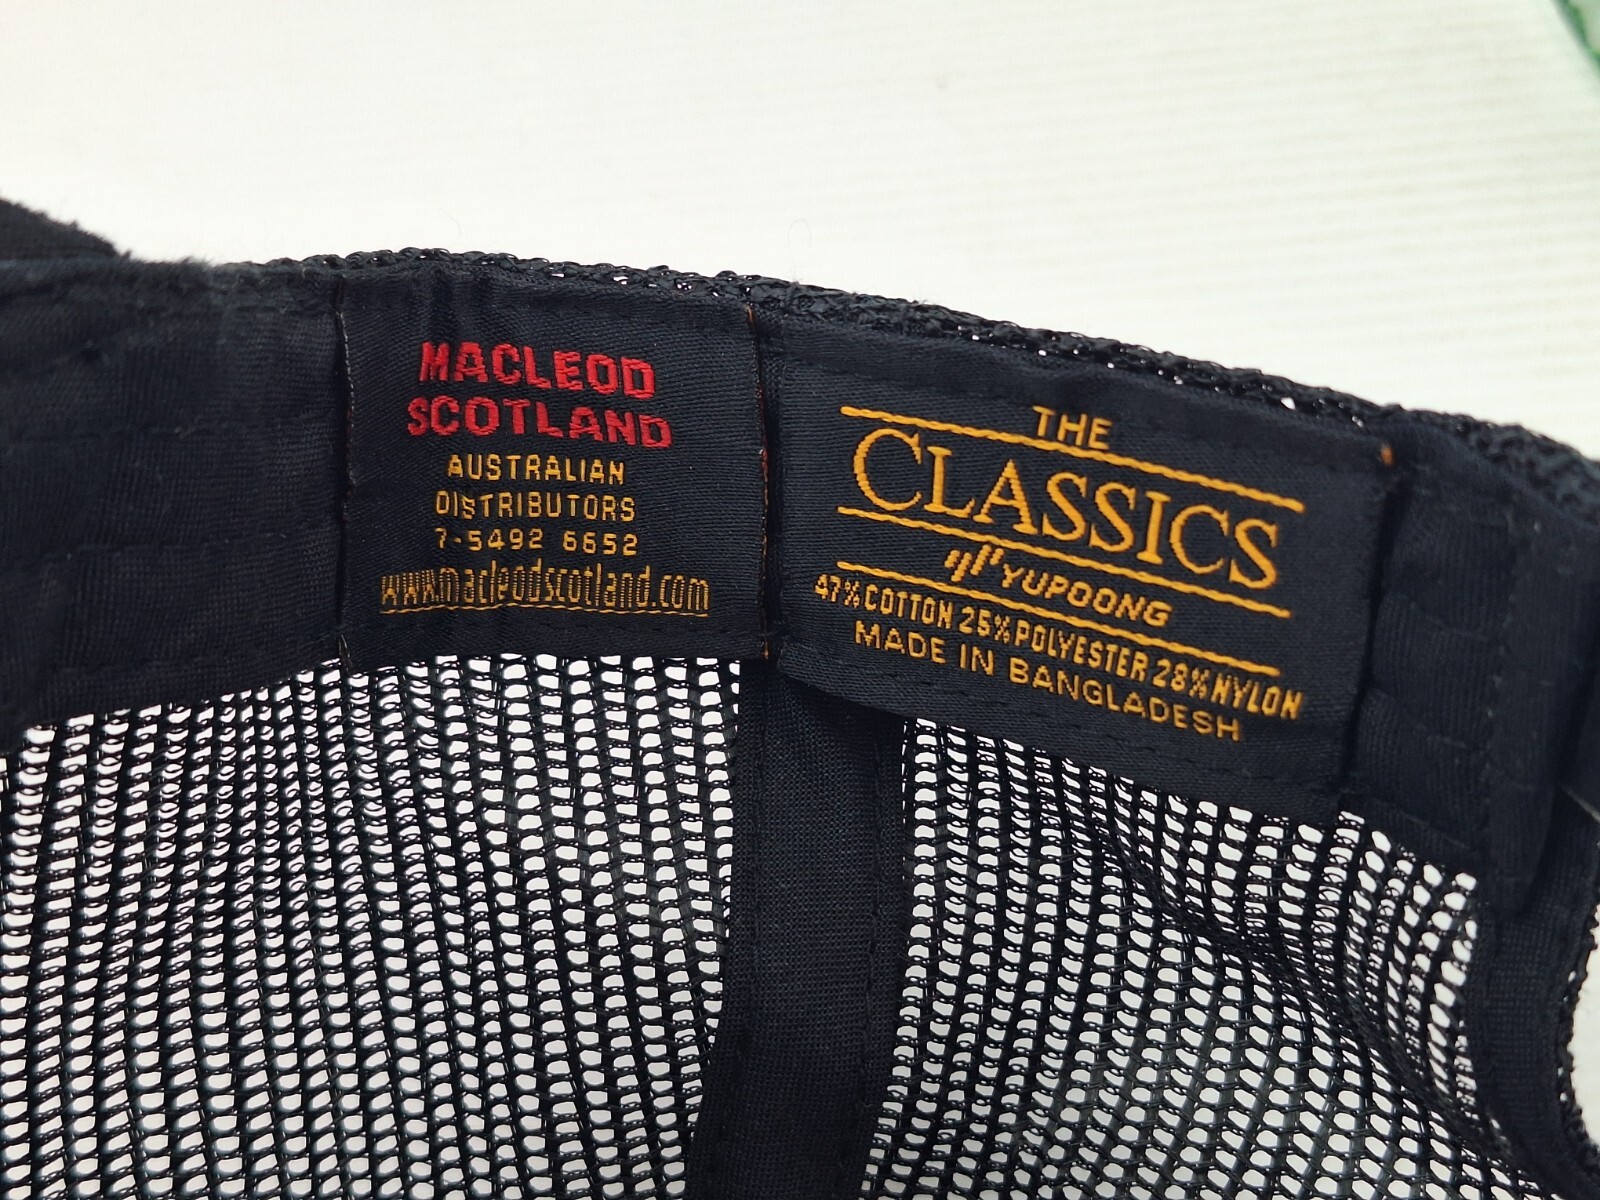 MACLEOD
SCOTLAND
AUSTRALIAN
DISTRIBUTORS
7-5492 6652
www.macleodscotland.com
THE
CLASSICS
YUPOONG
47% COTTON 25% POLYESTER 28% NYLON
MADE IN BANGLADESH